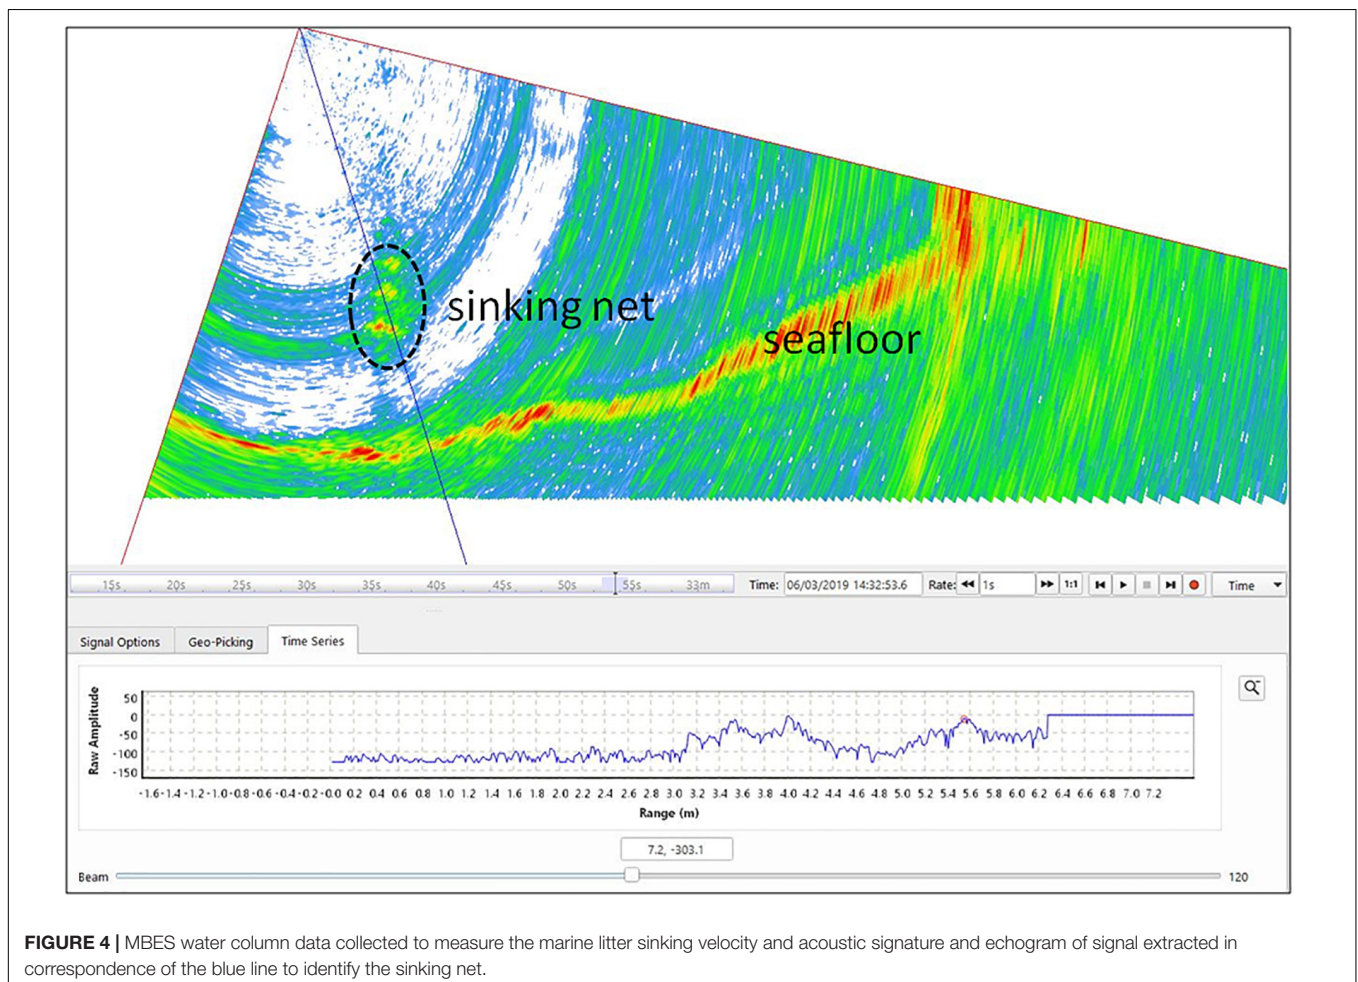 sinking net
seafloor
15s 20s 25s 30s 35s 40s 45s 50s 55s 33m Time: 06/03/2019 14:32:53.6 Rate: 1s 1:1 Time
Signal Options Geo-Picking Time Series
Raw Amplitude
50
0
-50
-100
-150
-1.6 -1.4 -1.2 -1.0 -0.8 -0.6 -0.4 -0.2 -0.0 0.2 0.4 0.6 0.8 1.0 1.2 1.4 1.6 1.8 2.0 2.2 2.4 2.6 2.8 3.0 3.2 3.4 3.6 3.8 4.0 4.2 4.4 4.6 4.8 5.0 5.2 5.4 5.6 5.8 6.0 6.2 6.4 6.6 6.8 7.0 7.2
Range (m)
7.2, -303.1
Beam 120
FIGURE 4 | MBES water column data collected to measure the marine litter sinking velocity and acoustic signature and echogram of signal extracted in
correspondence of the blue line to identify the sinking net.